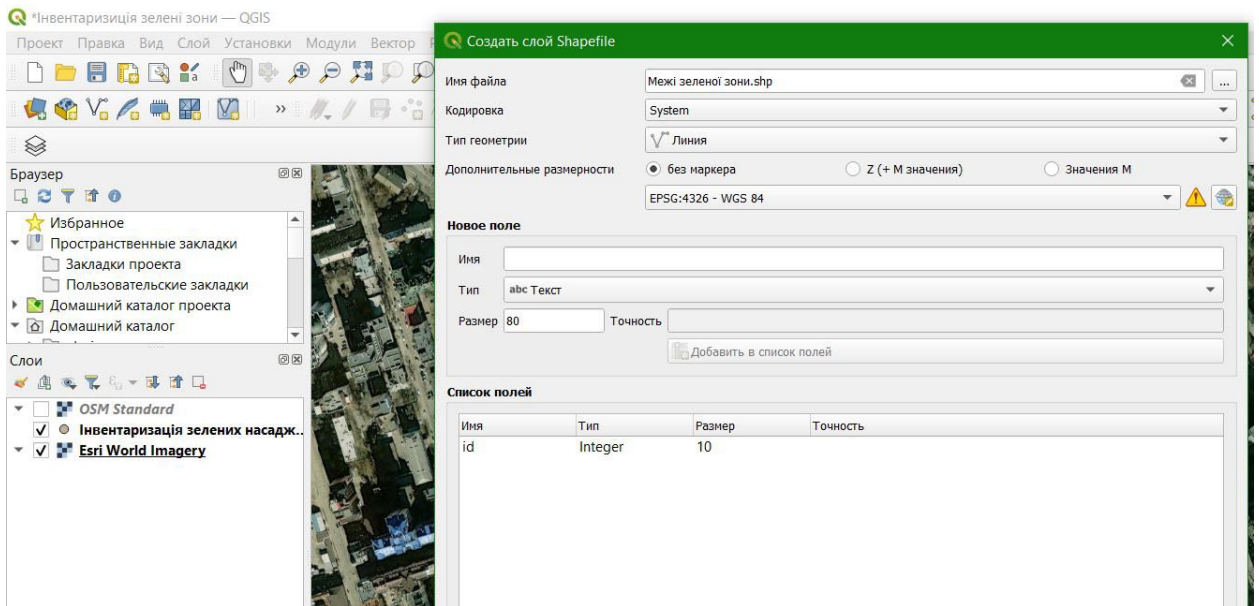 *Інвентаризиція зелені зони — QGIS
Проект Правка Вид Слой Установки Модули Вектор
Создать слой Shapefile
Имя файла Межі зеленої зони.shp ...
Кодировка System
Тип геометрии Линия
Дополнительные размерности без маркера Z (+ M значения) Значения M
EPSG:4326 - WGS 84
Браузер
Избранное
Пространственные закладки
Закладки проекта
Пользовательские закладки
Домашний каталог проекта
Домашний каталог
Новое поле
Имя
Тип abc Текст
Размер 80 Точность
Добавить в список полей
Слои
OSM Standard
Інвентаризація зелених насадж..
Esri World Imagery
Список полей
Имя Тип Размер Точность
id Integer 10